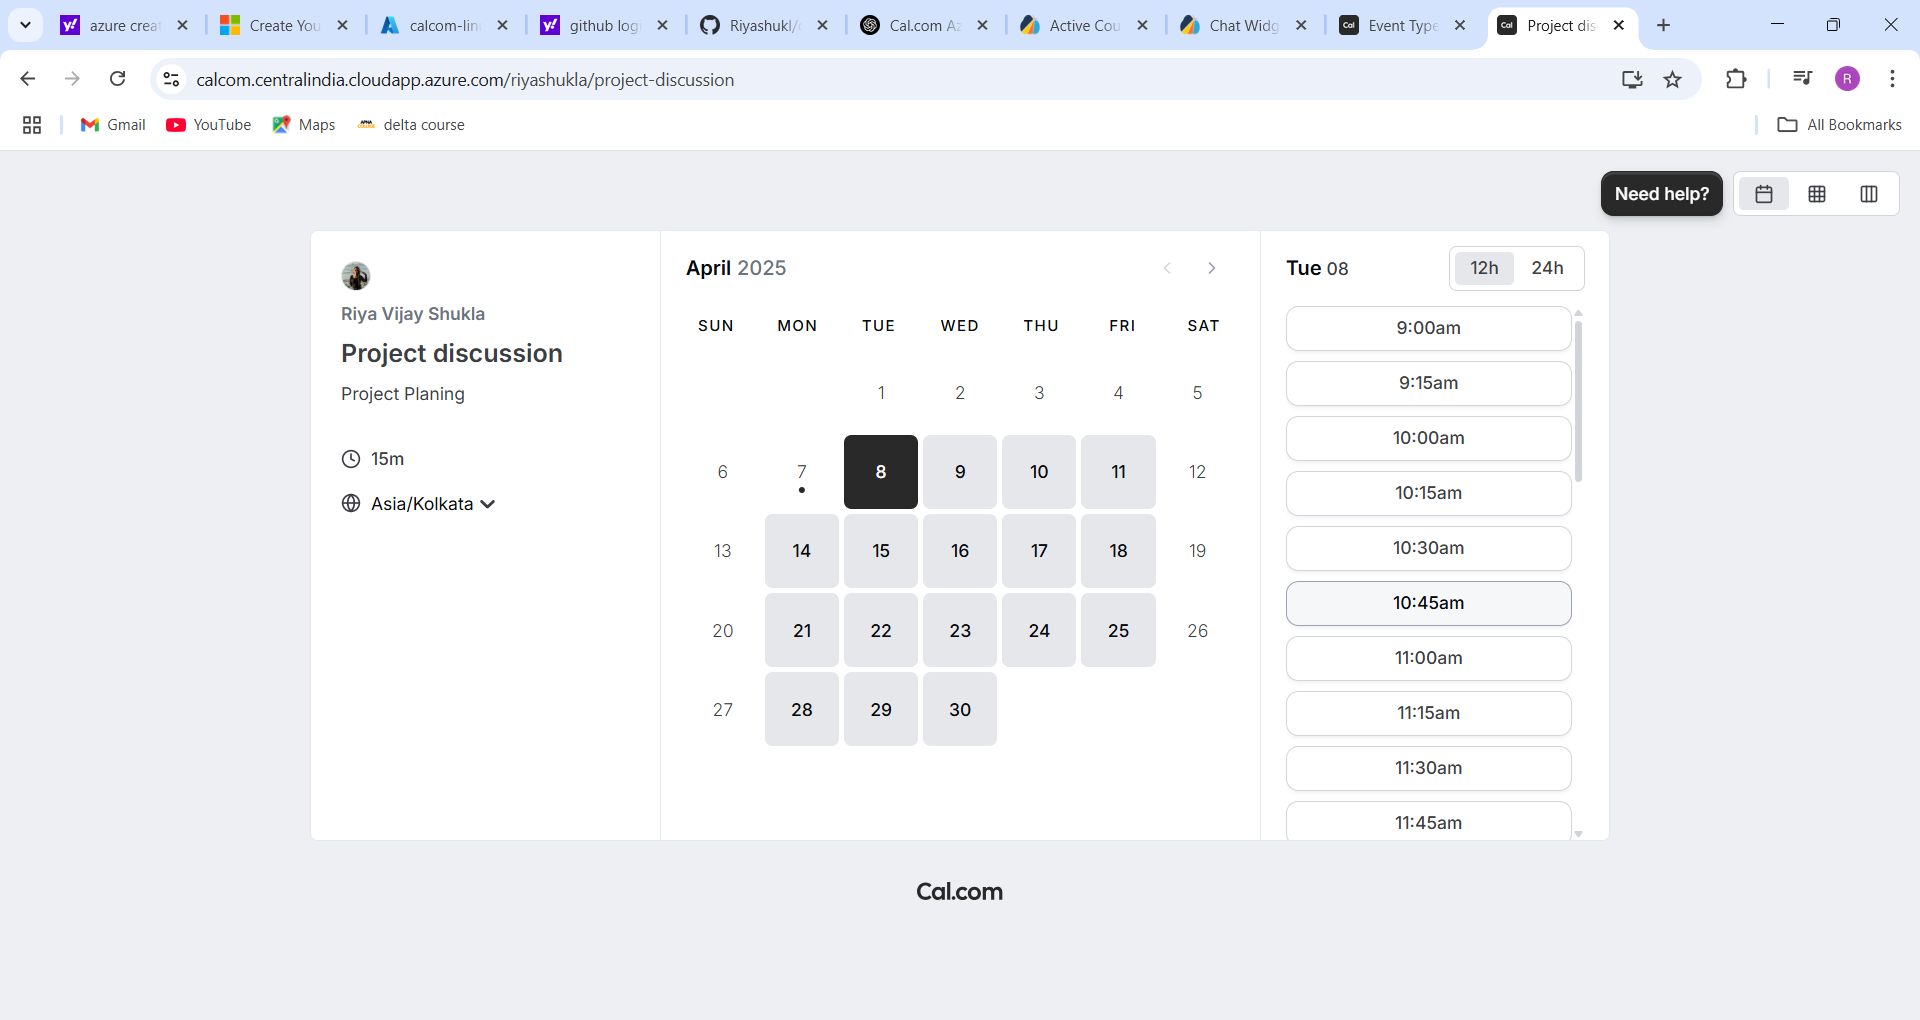 azure crea
Create You
calcom-lin
github log
Riyashukl/
Cal.com Az
Active Cou
Chat Widg
Cal
Event Type
Cal
Project dis
calcom.centralindia.cloudapp.azure.com/riyashukla/project-discussion
R
Gmail
YouTube
Maps
delta course
All Bookmarks
Need help?
Riya Vijay Shukla
Project discussion
Project Planing
15m
Asia/Kolkata
April 2025
SUN MON TUE WED THU FRI SAT
1 2 3 4 5
6 7 8 9 10 11 12
13 14 15 16 17 18 19
20 21 22 23 24 25 26
27 28 29 30
Tue 08
12h 24h
9:00am
9:15am
10:00am
10:15am
10:30am
10:45am
11:00am
11:15am
11:30am
11:45am
Cal.com